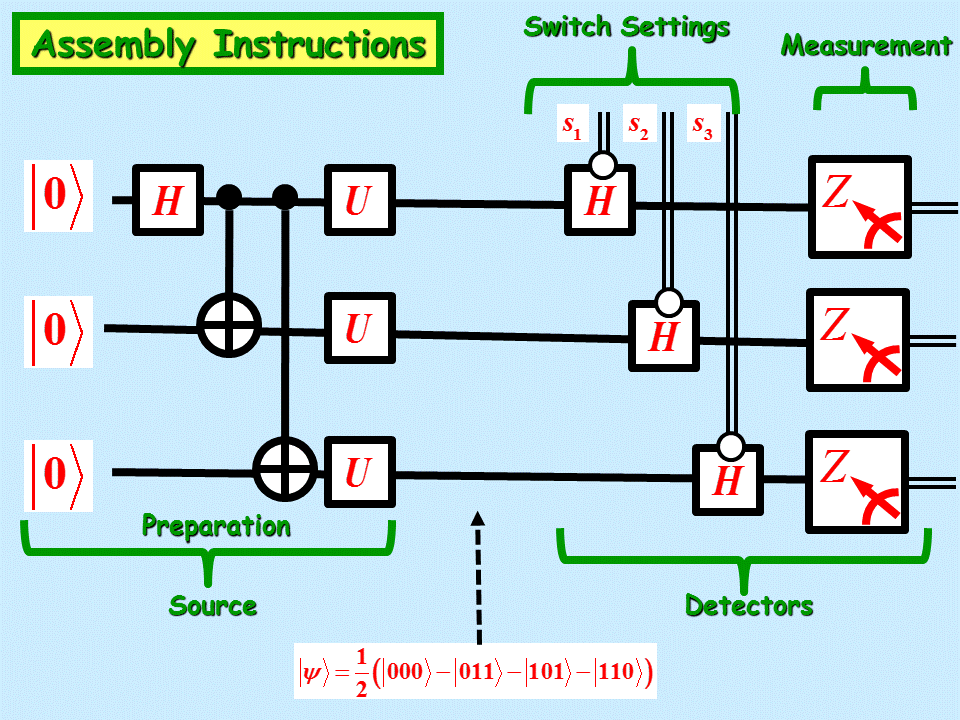 Assembly Instructions
Switch Settings
Measurement
s₁ s₂ s₃
|0⟩ H U H Z
|0⟩ U H Z
|0⟩ U H Z
Preparation
Source
Detectors
|ψ⟩ = 1/2 (|000⟩ − |011⟩ − |101⟩ − |110⟩)